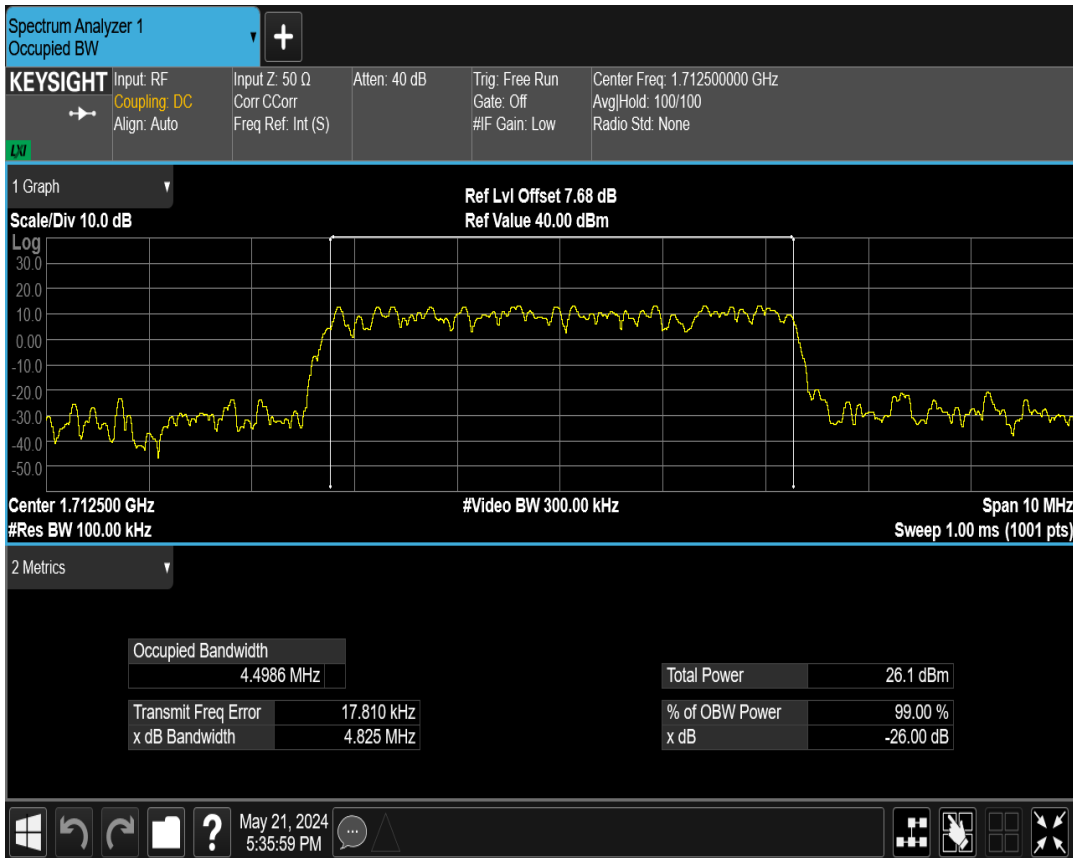 Spectrum Analyzer 1
Occupied BW
+
KEYSIGHT
LXI
Input: RF
Coupling: DC
Align: Auto
Input Z: 50 Ω
Corr CCorr
Freq Ref: Int (S)
Atten: 40 dB
Trig: Free Run
Gate: Off
#IF Gain: Low
Center Freq: 1.712500000 GHz
Avg|Hold: 100/100
Radio Std: None
1 Graph
Scale/Div 10.0 dB
Ref Lvl Offset 7.68 dB
Ref Value 40.00 dBm
Log
30.0
20.0
10.0
0.00
-10.0
-20.0
-30.0
-40.0
-50.0
Center 1.712500 GHz
#Video BW 300.00 kHz
Span 10 MHz
#Res BW 100.00 kHz
Sweep 1.00 ms (1001 pts)
2 Metrics
Occupied Bandwidth
4.4986 MHz
Transmit Freq Error 17.810 kHz
x dB Bandwidth 4.825 MHz
Total Power 26.1 dBm
% of OBW Power 99.00 %
x dB -26.00 dB
?
May 21, 2024
5:35:59 PM